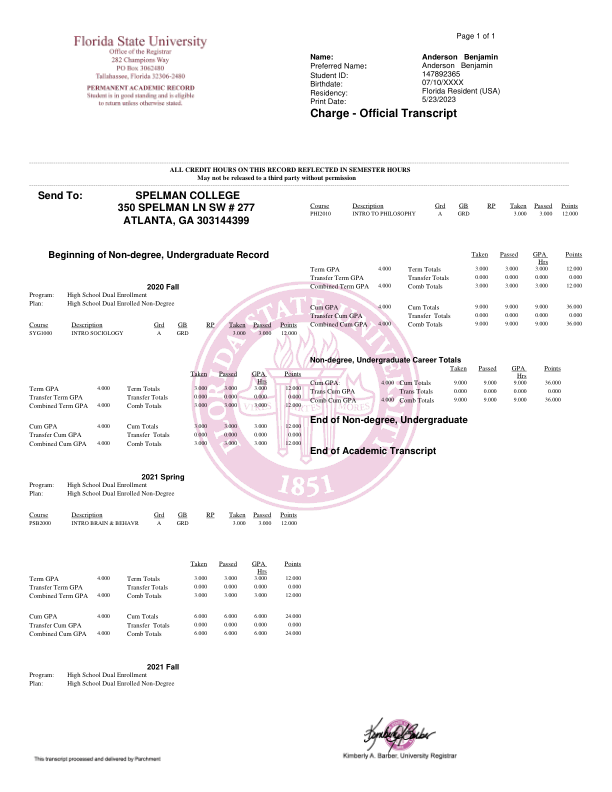 Page 1 of 1
Florida State University
Office of the Registrar
282 Champions Way
PO Box 3062480
Tallahassee, Florida 32306-2480
PERMANENT ACADEMIC RECORD
Student is in good standing and is eligible
to return unless otherwise stated.
Name: Anderson Benjamin
Preferred Name: Anderson Benjamin
Student ID: 147892365
Birthdate: 07/10/XXXX
Residency: Florida Resident (USA)
Print Date: 5/23/2023
Charge - Official Transcript
ALL CREDIT HOURS ON THIS RECORD REFLECTED IN SEMESTER HOURS
May not be released to a third party without permission
Send To: SPELMAN COLLEGE
350 SPELMAN LN SW # 277
ATLANTA, GA 303144399
Beginning of Non-degree, Undergraduate Record
2020 Fall
Program: High School Dual Enrollment
Plan: High School Dual Enrolled Non-Degree
Course Description Grd GB RP Taken Passed Points
SYG1000 INTRO SOCIOLOGY A GRD 3.000 3.000 12.000
Taken Passed GPA Points
Hrs
Term GPA 4.000 Term Totals 3.000 3.000 3.000 12.000
Transfer Term GPA Transfer Totals 0.000 0.000 0.000 0.000
Combined Term GPA 4.000 Comb Totals 3.000 3.000 3.000 12.000
Cum GPA 4.000 Cum Totals 3.000 3.000 3.000 12.000
Transfer Cum GPA Transfer Totals 0.000 0.000 0.000 0.000
Combined Cum GPA 4.000 Comb Totals 3.000 3.000 3.000 12.000
2021 Spring
Program: High School Dual Enrollment
Plan: High School Dual Enrolled Non-Degree
Course Description Grd GB RP Taken Passed Points
PSB2000 INTRO BRAIN & BEHAVR A GRD 3.000 3.000 12.000
Taken Passed GPA Points
Hrs
Term GPA 4.000 Term Totals 3.000 3.000 3.000 12.000
Transfer Term GPA Transfer Totals 0.000 0.000 0.000 0.000
Combined Term GPA 4.000 Comb Totals 3.000 3.000 3.000 12.000
Cum GPA 4.000 Cum Totals 6.000 6.000 6.000 24.000
Transfer Cum GPA Transfer Totals 0.000 0.000 0.000 0.000
Combined Cum GPA 4.000 Comb Totals 6.000 6.000 6.000 24.000
2021 Fall
Program: High School Dual Enrollment
Plan: High School Dual Enrolled Non-Degree
Course Description Grd GB RP Taken Passed Points
PHI2010 INTRO TO PHILOSOPHY A GRD 3.000 3.000 12.000
Taken Passed GPA Points
Hrs
Term GPA 4.000 Term Totals 3.000 3.000 3.000 12.000
Transfer Term GPA Transfer Totals 0.000 0.000 0.000 0.000
Combined Term GPA 4.000 Comb Totals 3.000 3.000 3.000 12.000
Cum GPA 4.000 Cum Totals 9.000 9.000 9.000 36.000
Transfer Cum GPA Transfer Totals 0.000 0.000 0.000 0.000
Combined Cum GPA 4.000 Comb Totals 9.000 9.000 9.000 36.000
Non-degree, Undergraduate Career Totals
Taken Passed GPA Points
Hrs
Cum GPA: 4.000 Cum Totals 9.000 9.000 9.000 36.000
Trans Cum GPA Trans Totals 0.000 0.000 0.000 0.000
Comb Cum GPA 4.000 Comb Totals 9.000 9.000 9.000 36.000
End of Non-degree, Undergraduate
End of Academic Transcript
FLORIDA STATE UNIVERSITY
1851
Kimberly A. Barber
Kimberly A. Barber, University Registrar
This transcript processed and delivered by Parchment